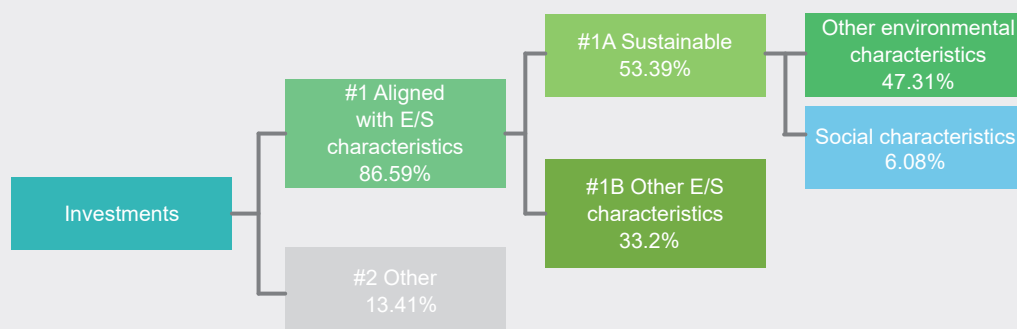 Investments
#1 Aligned
with E/S
characteristics
86.59%
#2 Other
13.41%
#1A Sustainable
53.39%
#1B Other E/S
characteristics
33.2%
Other environmental
characteristics
47.31%
Social characteristics
6.08%